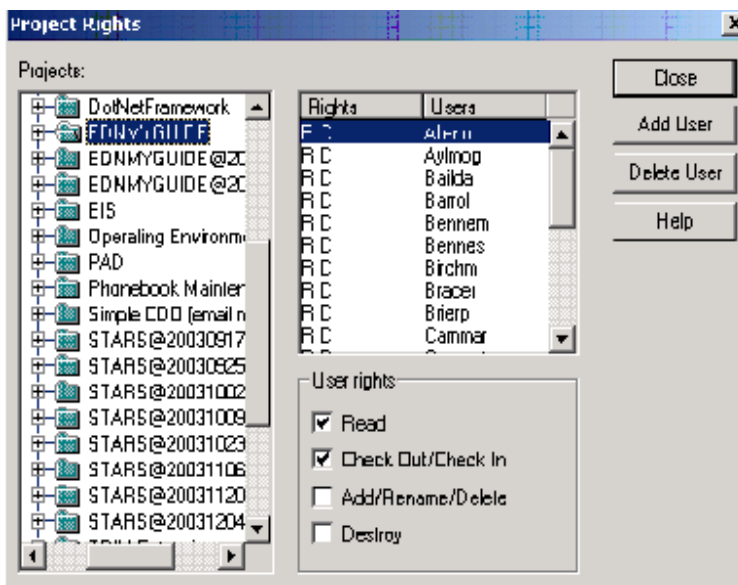 Project Rights
Projects:
DotNetFramework
EDNMYGUIDE@20
EDNMYGUIDE@20
EIS
Operating Environm
PAD
Phonebook Mainter
Simple CDO (email n
STARS@20030917
STARS@20030925
STARS@20031002
STARS@20031009
STARS@20031023
STARS@20031106
STARS@20031120
STARS@20031204
Rights Users
R C
R C Aylmop
R C Bailda
R C Barrol
R C Bennem
R C Bennes
R C Birchm
R C Bracer
R C Brierp
R C Cammar
User rights
Read
Check Out/Check In
Add/Rename/Delete
Destroy
Close
Add User
Delete User
Help